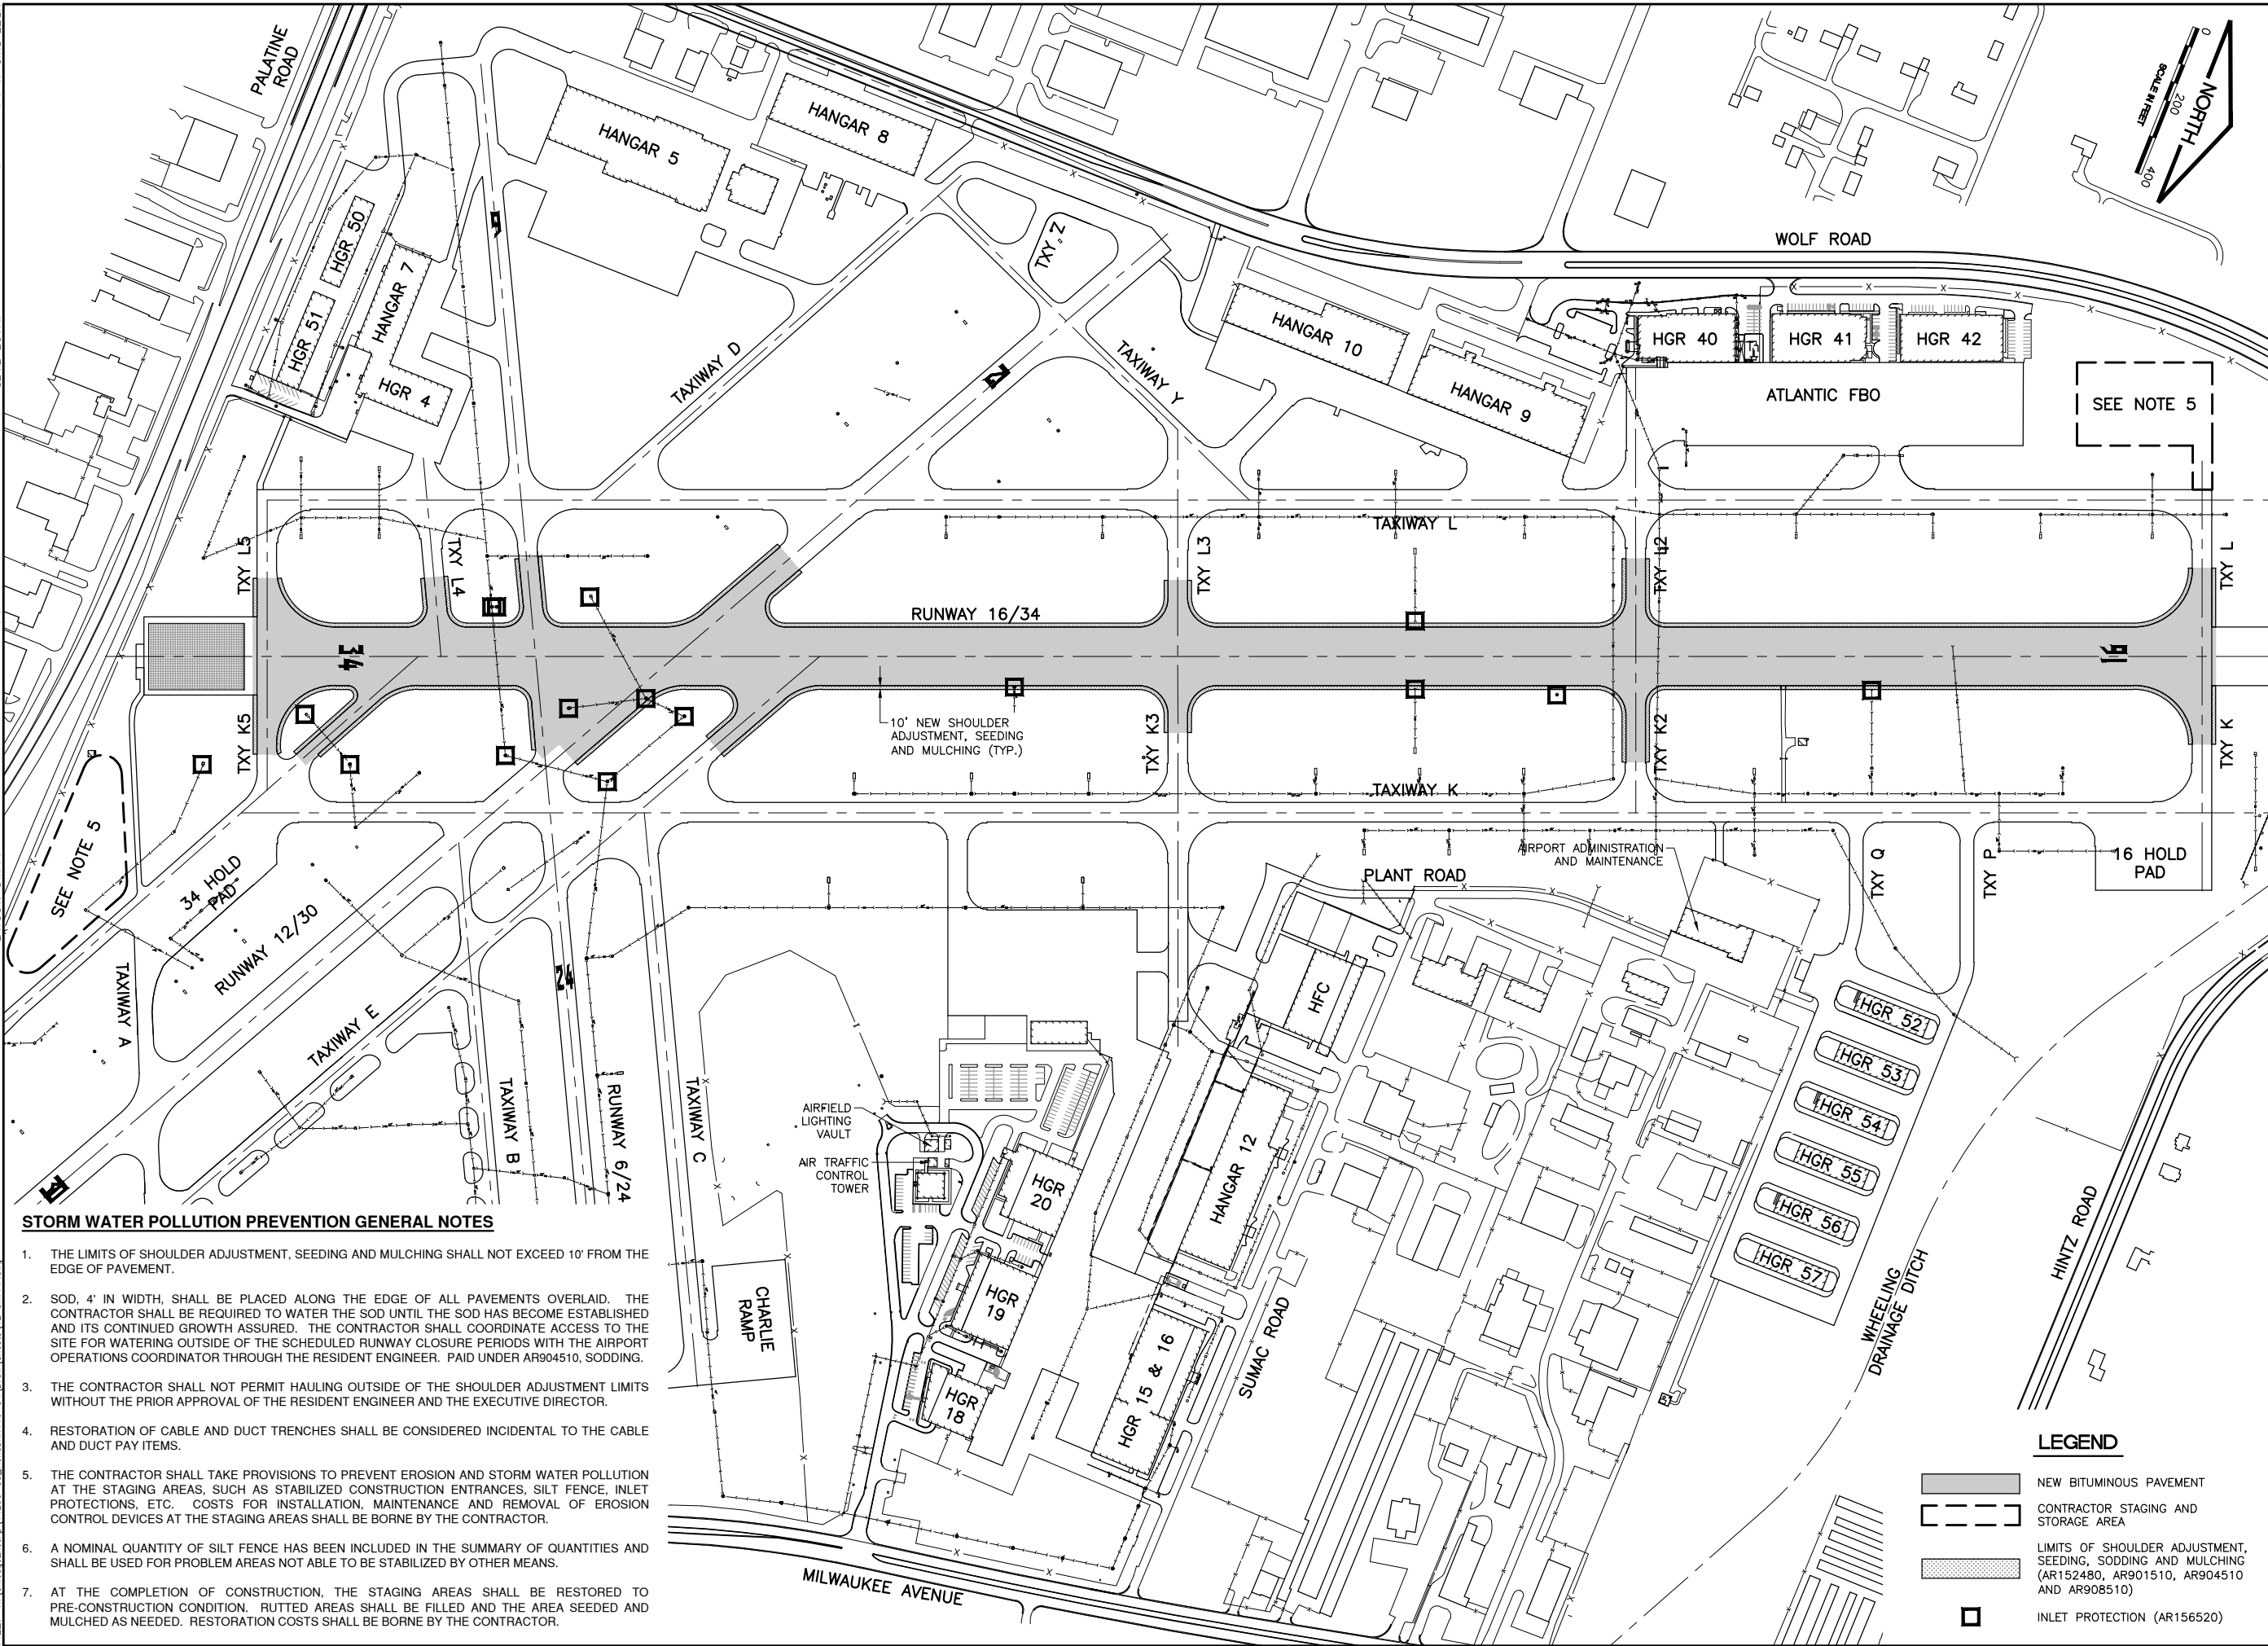 PALATINE
ROAD
HANGAR 5
HANGAR 8
0
200
400
SCALE IN FEET
NORTH
HGR 50
HGR 51
HANGAR 7
HGR 4
6
TXY Z
WOLF ROAD
TAXIWAY D
12
TAXIWAY Y
HANGAR 10
HANGAR 9
HGR 40
HGR 41
HGR 42
ATLANTIC FBO
SEE NOTE 5
TAXIWAY L
TXY L5
TXY L4
TXY L3
TXY L2
TXY L
RUNWAY 16/34
34
16
10' NEW SHOULDER
ADJUSTMENT, SEEDING
AND MULCHING (TYP.)
TXY K5
TXY K3
TXY K2
TXY K
TAXIWAY K
SEE NOTE 5
34 HOLD
PAD
RUNWAY 12/30
TAXIWAY A
TAXIWAY E
24
TAXIWAY B
RUNWAY 6/24
TAXIWAY C
PLANT ROAD
AIRPORT ADMINISTRATION
AND MAINTENANCE
TXY Q
TXY P
16 HOLD
PAD
HFC
HANGAR 12
HGR 52
HGR 53
HGR 54
HGR 55
HGR 56
HGR 57
AIRFIELD
LIGHTING
VAULT
AIR TRAFFIC
CONTROL
TOWER
HGR
20
HGR
19
HGR
18
HGR 15 & 16
SUMAC ROAD
CHARLIE
RAMP
WHEELING
DRAINAGE DITCH
HINTZ ROAD
MILWAUKEE AVENUE
STORM WATER POLLUTION PREVENTION GENERAL NOTES
1. THE LIMITS OF SHOULDER ADJUSTMENT, SEEDING AND MULCHING SHALL NOT EXCEED 10' FROM THE
EDGE OF PAVEMENT.
2. SOD, 4' IN WIDTH, SHALL BE PLACED ALONG THE EDGE OF ALL PAVEMENTS OVERLAID. THE
CONTRACTOR SHALL BE REQUIRED TO WATER THE SOD UNTIL THE SOD HAS BECOME ESTABLISHED
AND ITS CONTINUED GROWTH ASSURED. THE CONTRACTOR SHALL COORDINATE ACCESS TO THE
SITE FOR WATERING OUTSIDE OF THE SCHEDULED RUNWAY CLOSURE PERIODS WITH THE AIRPORT
OPERATIONS COORDINATOR THROUGH THE RESIDENT ENGINEER. PAID UNDER AR904510, SODDING.
3. THE CONTRACTOR SHALL NOT PERMIT HAULING OUTSIDE OF THE SHOULDER ADJUSTMENT LIMITS
WITHOUT THE PRIOR APPROVAL OF THE RESIDENT ENGINEER AND THE EXECUTIVE DIRECTOR.
4. RESTORATION OF CABLE AND DUCT TRENCHES SHALL BE CONSIDERED INCIDENTAL TO THE CABLE
AND DUCT PAY ITEMS.
5. THE CONTRACTOR SHALL TAKE PROVISIONS TO PREVENT EROSION AND STORM WATER POLLUTION
AT THE STAGING AREAS, SUCH AS STABILIZED CONSTRUCTION ENTRANCES, SILT FENCE, INLET
PROTECTIONS, ETC. COSTS FOR INSTALLATION, MAINTENANCE AND REMOVAL OF EROSION
CONTROL DEVICES AT THE STAGING AREAS SHALL BE BORNE BY THE CONTRACTOR.
6. A NOMINAL QUANTITY OF SILT FENCE HAS BEEN INCLUDED IN THE SUMMARY OF QUANTITIES AND
SHALL BE USED FOR PROBLEM AREAS NOT ABLE TO BE STABILIZED BY OTHER MEANS.
7. AT THE COMPLETION OF CONSTRUCTION, THE STAGING AREAS SHALL BE RESTORED TO
PRE-CONSTRUCTION CONDITION. RUTTED AREAS SHALL BE FILLED AND THE AREA SEEDED AND
MULCHED AS NEEDED. RESTORATION COSTS SHALL BE BORNE BY THE CONTRACTOR.
LEGEND
NEW BITUMINOUS PAVEMENT
CONTRACTOR STAGING AND
STORAGE AREA
LIMITS OF SHOULDER ADJUSTMENT,
SEEDING, SODDING AND MULCHING
(AR152480, AR901510, AR904510
AND AR908510)
INLET PROTECTION (AR156520)